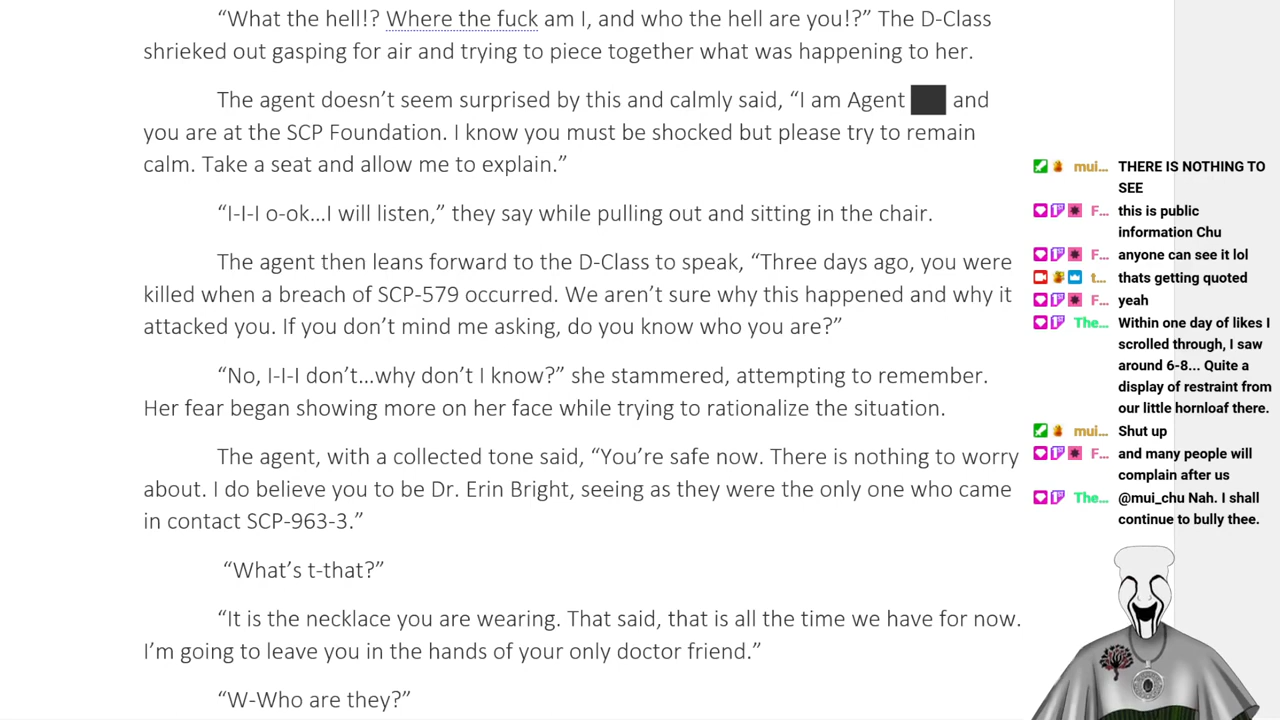 “What the hell!? Where the fuck am I, and who the hell are you!?” The D-Class
shrieked out gasping for air and trying to piece together what was happening to her.
The agent doesn’t seem surprised by this and calmly said, “I am Agent and
you are at the SCP Foundation. I know you must be shocked but please try to remain
calm. Take a seat and allow me to explain.”
“I-I-I o-ok...I will listen,” they say while pulling out and sitting in the chair.
The agent then leans forward to the D-Class to speak, “Three days ago, you were
killed when a breach of SCP-579 occurred. We aren’t sure why this happened and why it
attacked you. If you don’t mind me asking, do you know who you are?”
“No, I-I-I don’t...why don’t I know?” she stammered, attempting to remember.
Her fear began showing more on her face while trying to rationalize the situation.
The agent, with a collected tone said, “You’re safe now. There is nothing to worry
about. I do believe you to be Dr. Erin Bright, seeing as they were the only one who came
in contact SCP-963-3.”
“What’s t-that?”
“It is the necklace you are wearing. That said, that is all the time we have for now.
I’m going to leave you in the hands of your only doctor friend.”
“W-Who are they?”
mui... THERE IS NOTHING TO
SEE
F... this is public
information Chu
F... anyone can see it lol
t... thats getting quoted
F... yeah
The... Within one day of likes I
scrolled through, I saw
around 6-8... Quite a
display of restraint from
our little hornloaf there.
mui... Shut up
F... and many people will
complain after us
The... @mui_chu Nah. I shall
continue to bully thee.